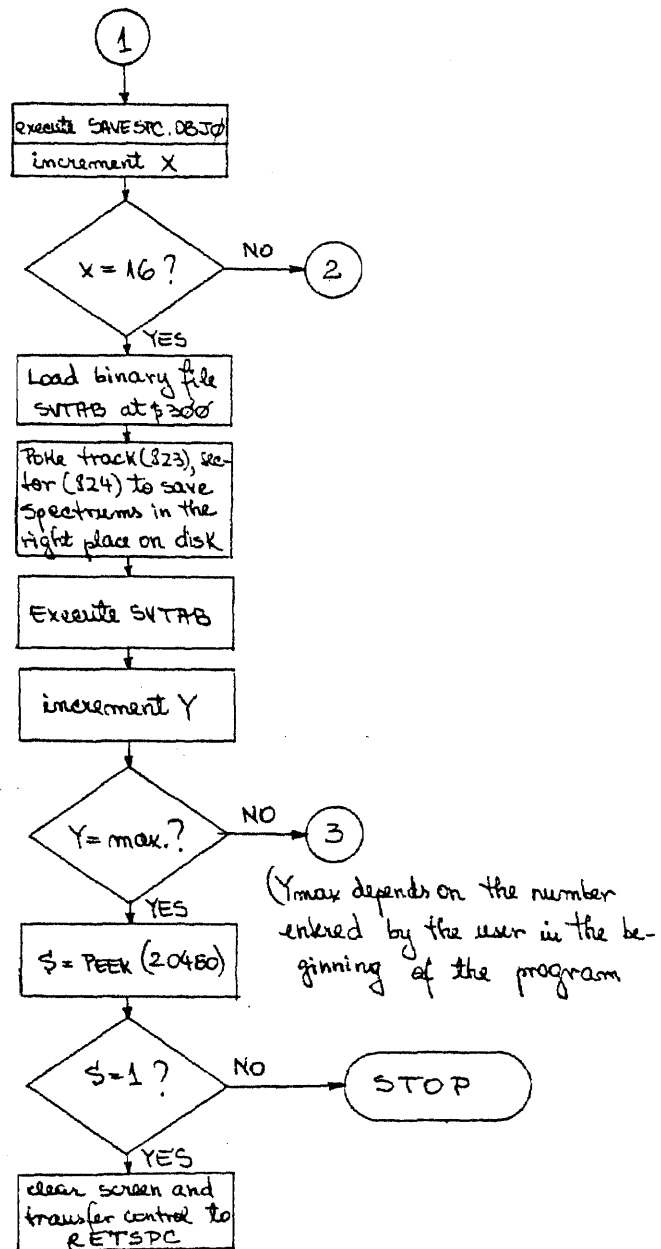 1
execute SAVESPC.OBJØ
increment X
X = 16 ?
NO
2
YES
Load binary file
SVTAB at $3ØØ
Poke track (823), sec-
tor (824) to save
spectrums in the
right place on disk
Execute SVTAB
increment Y
Y = max. ?
NO
3
(Ymax depends on the number
entred by the user in the be-
ginning of the program
YES
S = PEEK (20480)
S=1 ?
NO
STOP
YES
clear screen and
transfer control to
RETSPC